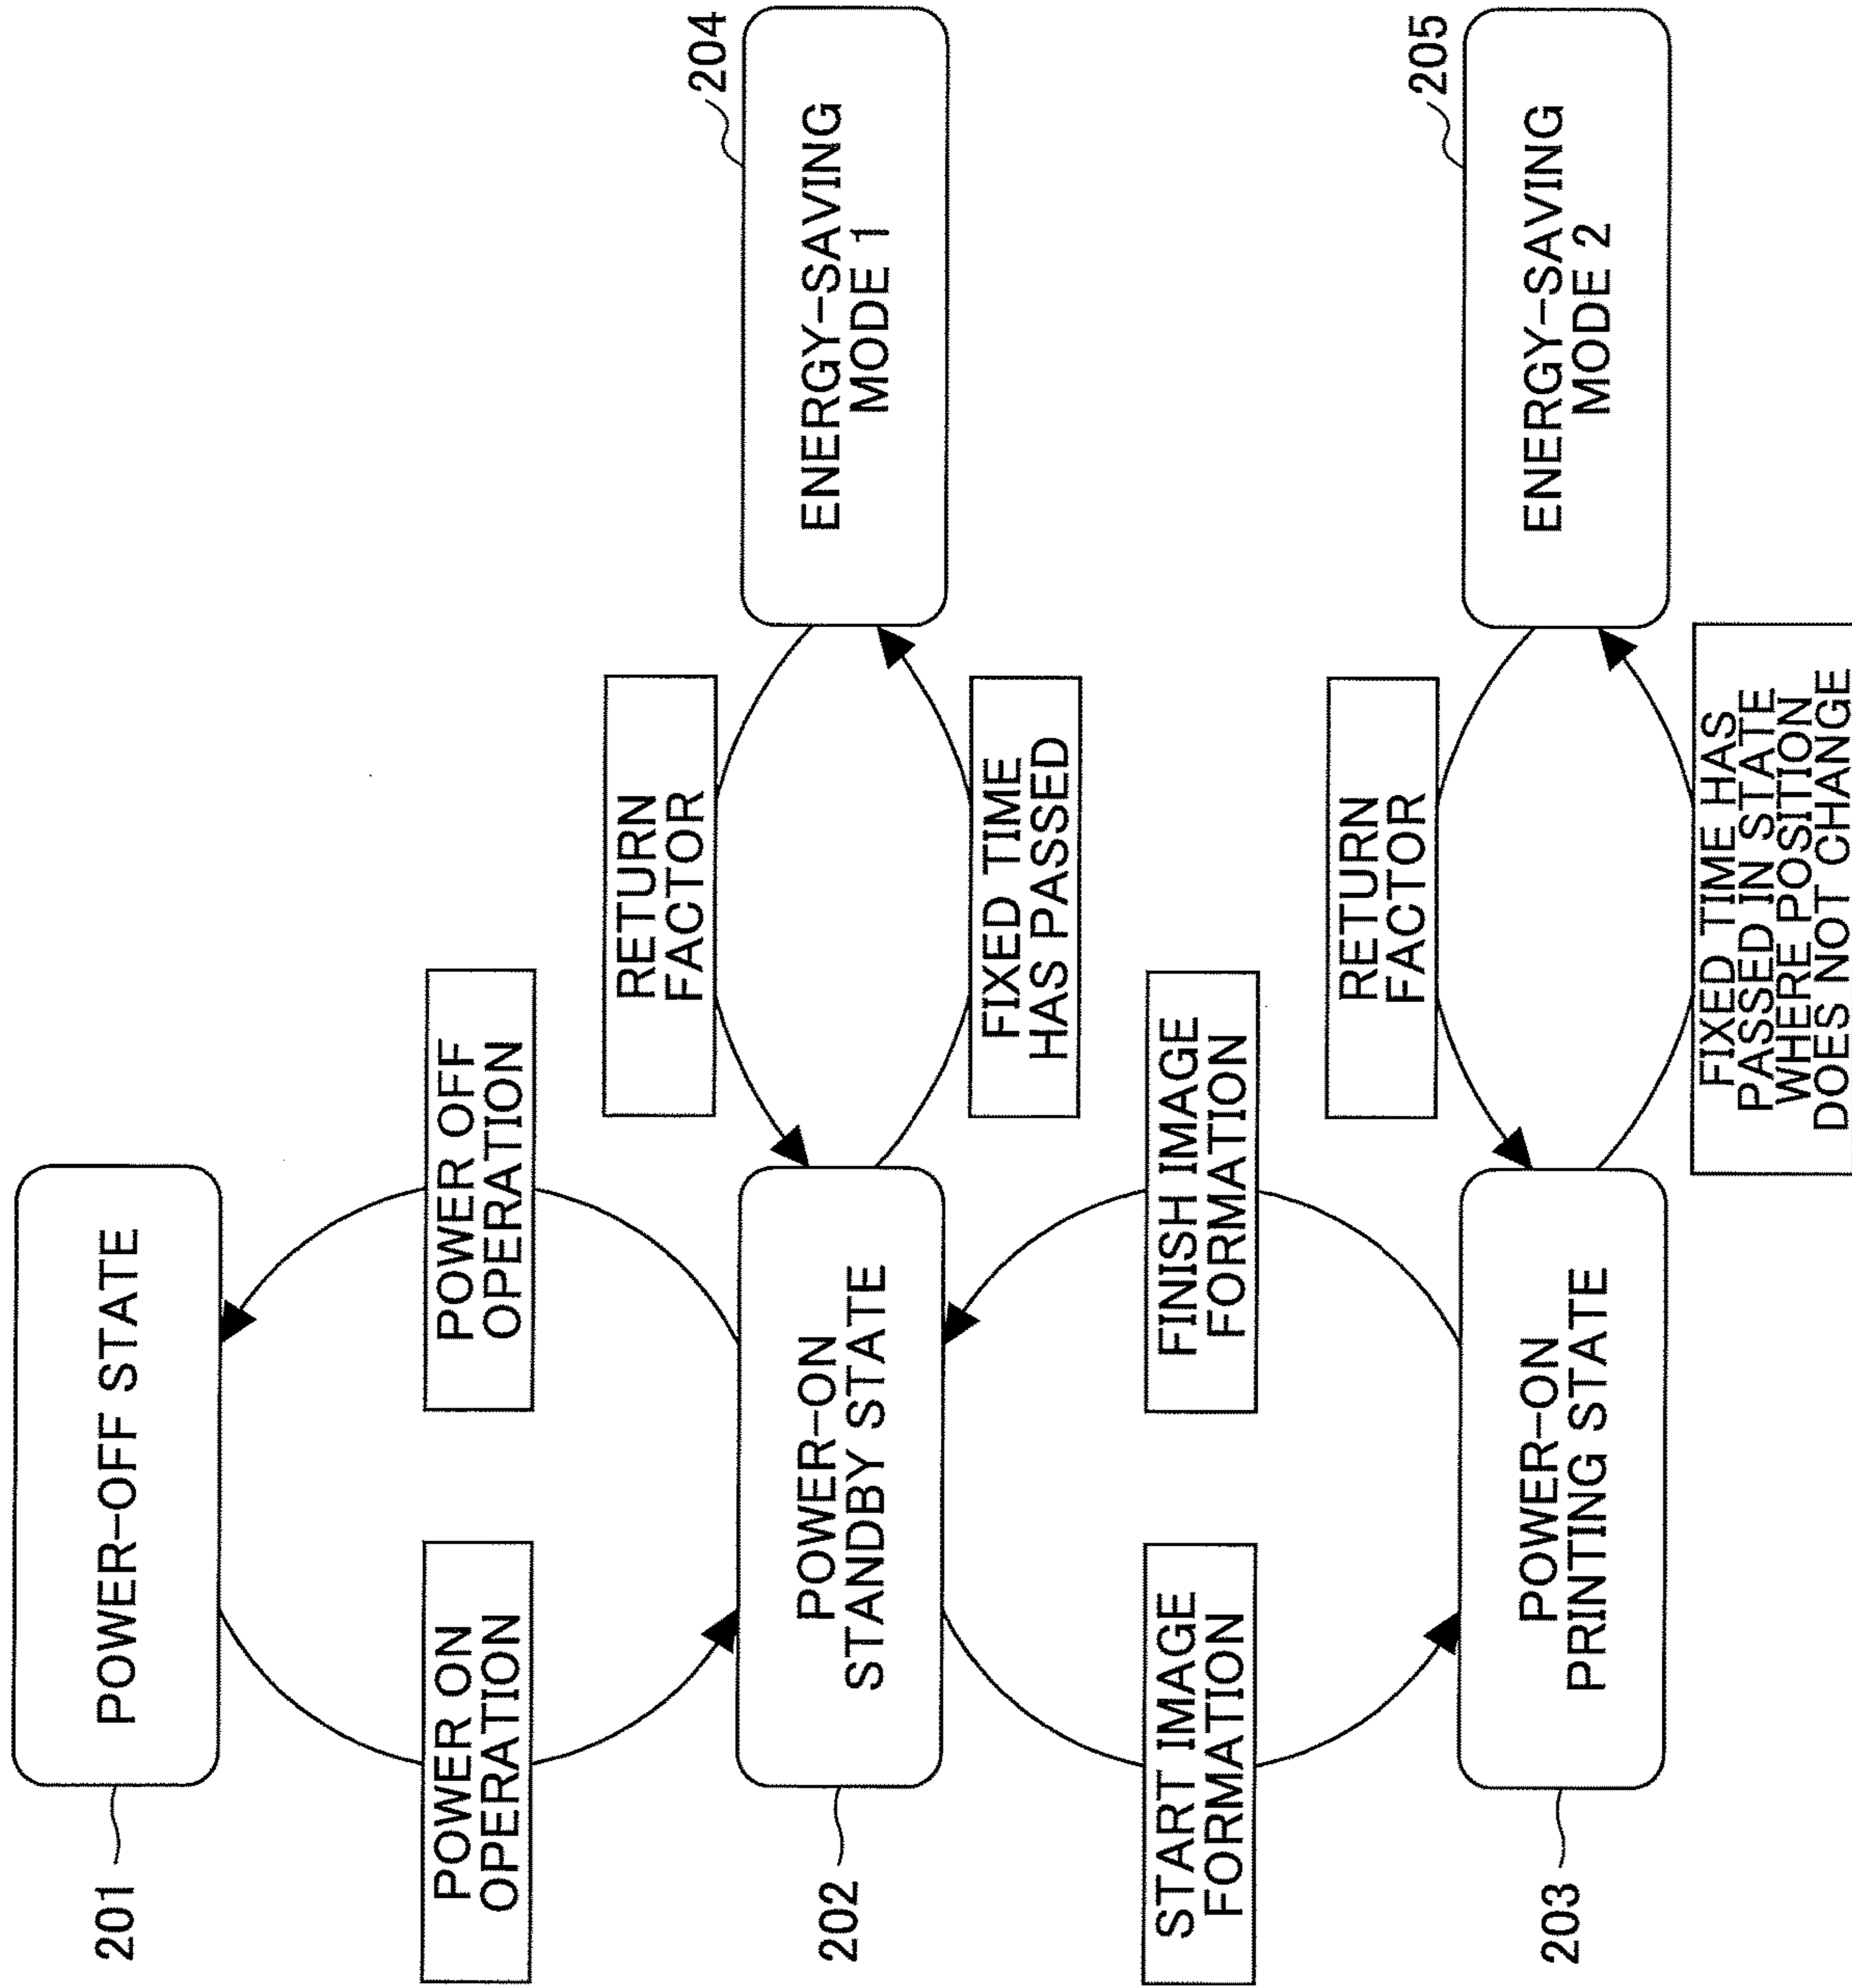 201
POWER-OFF STATE
POWER ON
OPERATION
POWER OFF
OPERATION
202
POWER-ON
STANDBY STATE
RETURN
FACTOR
FIXED TIME
HAS PASSED
204
ENERGY-SAVING
MODE 1
START IMAGE
FORMATION
FINISH IMAGE
FORMATION
203
POWER-ON
PRINTING STATE
RETURN
FACTOR
FIXED TIME HAS
PASSED IN STATE
WHERE POSITION
DOES NOT CHANGE
205
ENERGY-SAVING
MODE 2